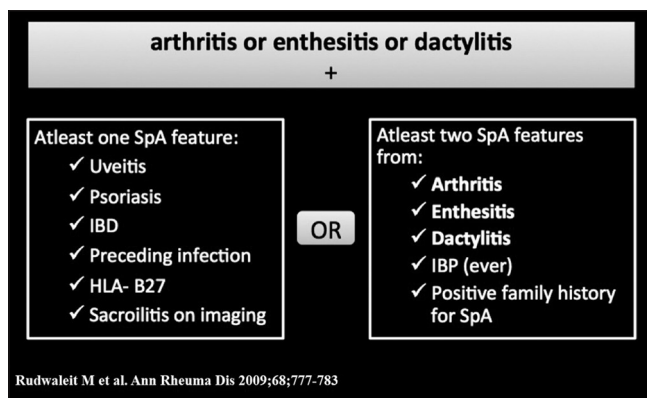 arthritis or enthesitis or dactylitis
+
Atleast one SpA feature:
✓ Uveitis
✓ Psoriasis
✓ IBD
✓ Preceding infection
✓ HLA- B27
✓ Sacroilitis on imaging
OR
Atleast two SpA features
from:
✓ Arthritis
✓ Enthesitis
✓ Dactylitis
✓ IBP (ever)
✓ Positive family history
for SpA
Rudwaleit M et al. Ann Rheuma Dis 2009;68;777-783